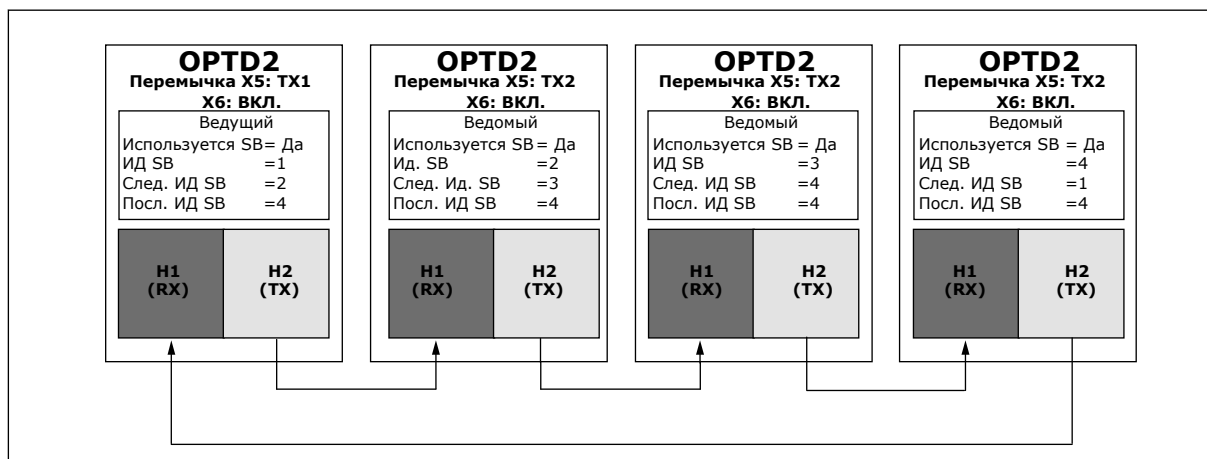 OPTD2
Перемычка X5: TX1
X6: ВКЛ.
Ведущий
Используется SB= Да
ИД SB =1
След. ИД SB =2
Посл. ИД SB =4
H1
(RX)
H2
(TX)
OPTD2
Перемычка X5: TX2
X6: ВКЛ.
Ведомый
Используется SB = Да
Ид. SB =2
След. Ид. SB =3
Посл. ИД SB =4
H1
(RX)
H2
(TX)
OPTD2
Перемычка X5: TX2
X6: ВКЛ.
Ведомый
Используется SB = Да
ИД SB =3
След. ИД SB =4
Посл. ИД SB =4
H1
(RX)
H2
(TX)
OPTD2
Перемычка X5: TX2
X6: ВКЛ.
Ведомый
Используется SB = Да
ИД SB =4
След. ИД SB =1
Посл. ИД SB =4
H1
(RX)
H2
(TX)